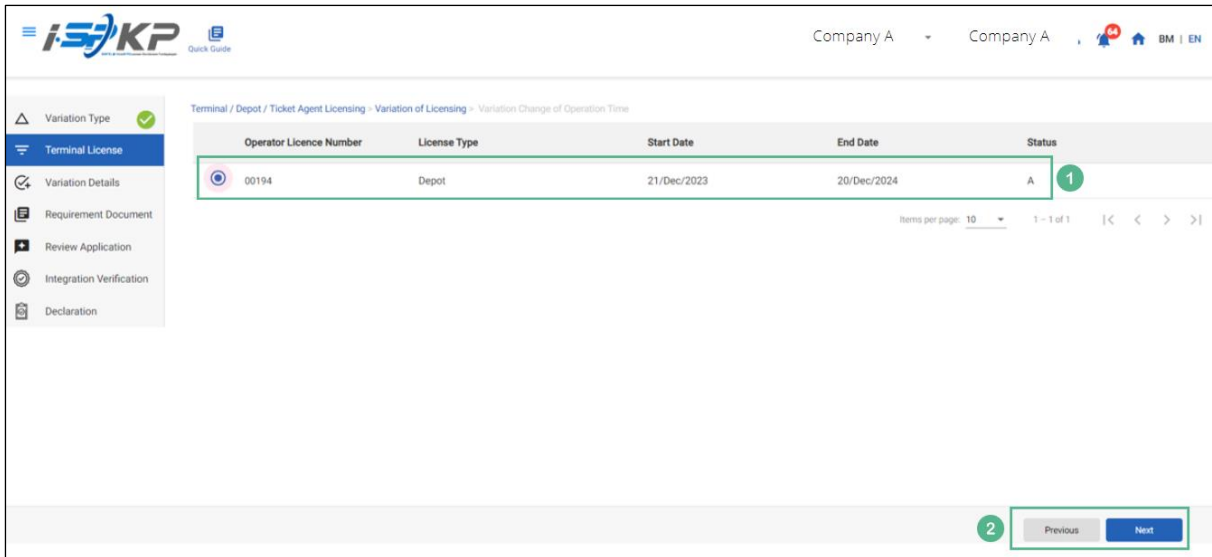 i-SPKP
Quick Guide
Company A
Company A
64
BM | EN
Variation Type
Terminal License
Variation Details
Requirement Document
Review Application
Integration Verification
Declaration
Terminal / Depot / Ticket Agent Licensing > Variation of Licensing > Variation Change of Operation Time
Operator Licence Number License Type Start Date End Date Status
00194 Depot 21/Dec/2023 20/Dec/2024 A 1
Items per page: 10 1 – 1 of 1
2 Previous Next